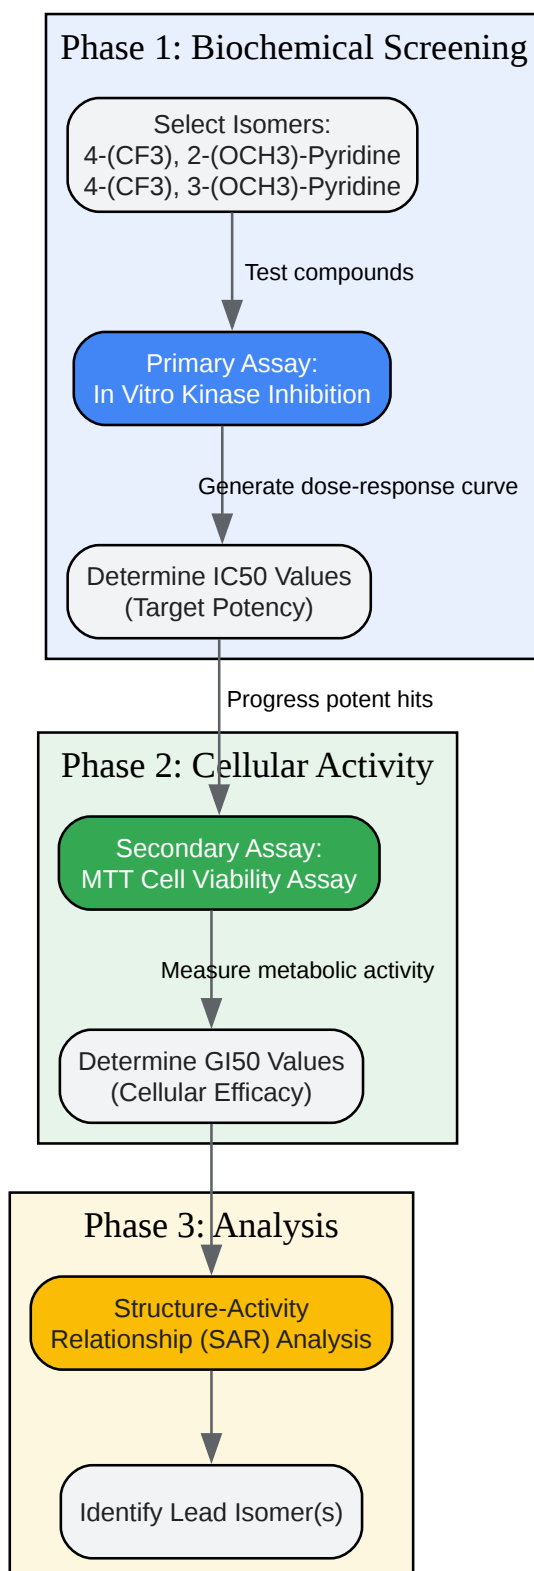 Phase 1: Biochemical Screening
Select Isomers:
4-(CF3), 2-(OCH3)-Pyridine
4-(CF3), 3-(OCH3)-Pyridine
Test compounds
Primary Assay:
In Vitro Kinase Inhibition
Generate dose-response curve
Determine IC50 Values
(Target Potency)
Progress potent hits
Phase 2: Cellular Activity
Secondary Assay:
MTT Cell Viability Assay
Measure metabolic activity
Determine GI50 Values
(Cellular Efficacy)
Phase 3: Analysis
Structure-Activity
Relationship (SAR) Analysis
Identify Lead Isomer(s)